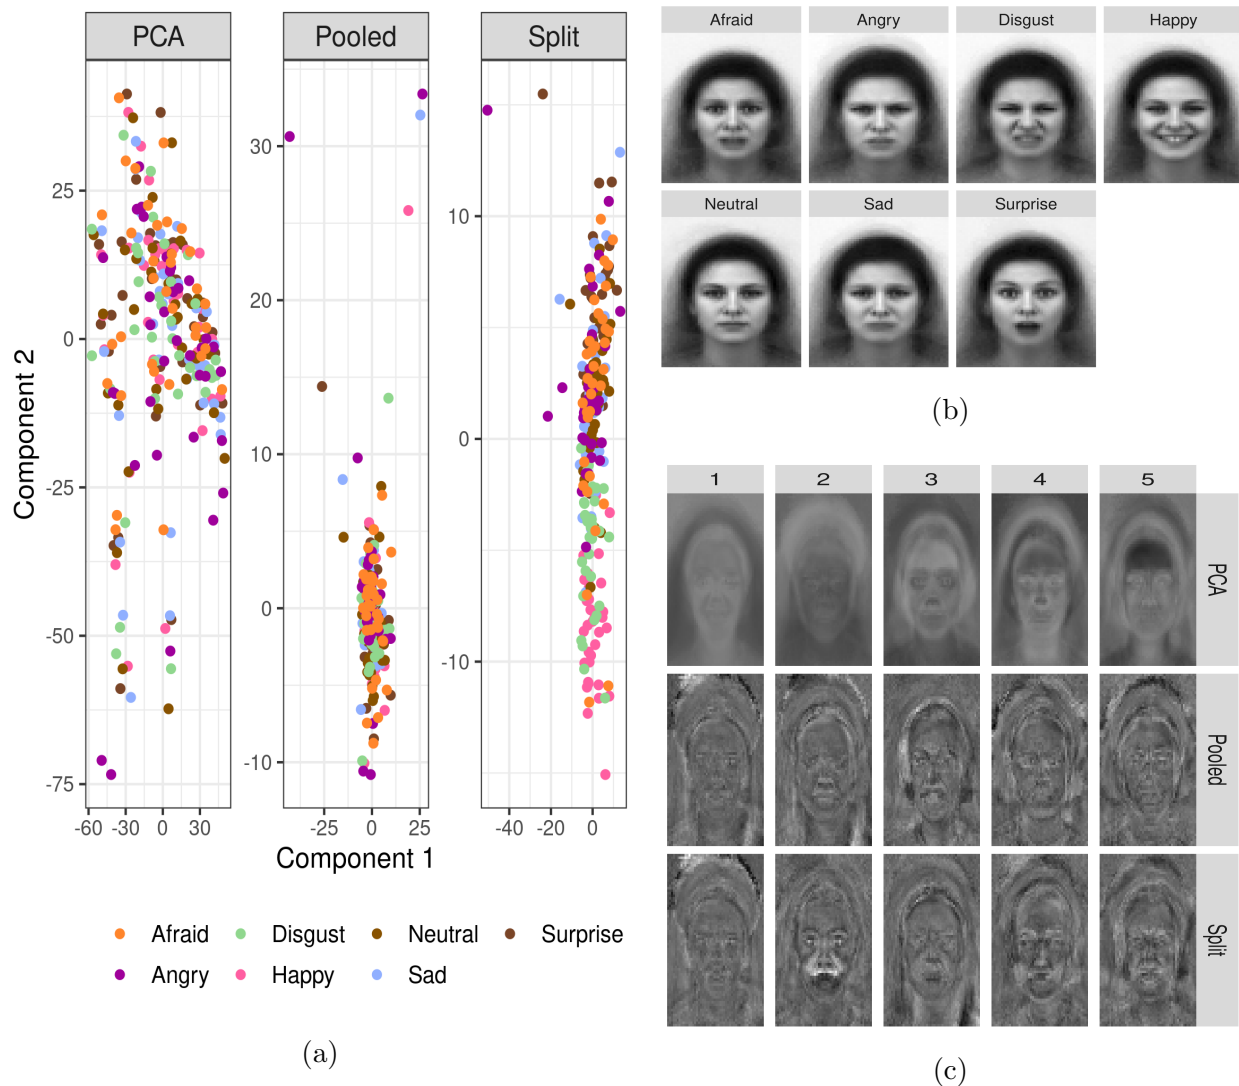 PCA Pooled Split
Component 2
25
0
-25
-50
-75
-60 -30 0 30
30
20
10
0
-10
-25 0 25
10
0
-10
-40 0
Component 1
Afraid Disgust Neutral Surprise
Angry Happy Sad
(a)
Afraid Angry Disgust Happy
Neutral Sad Surprise
(b)
1 2 3 4 5
PCA
Pooled
Split
(c)